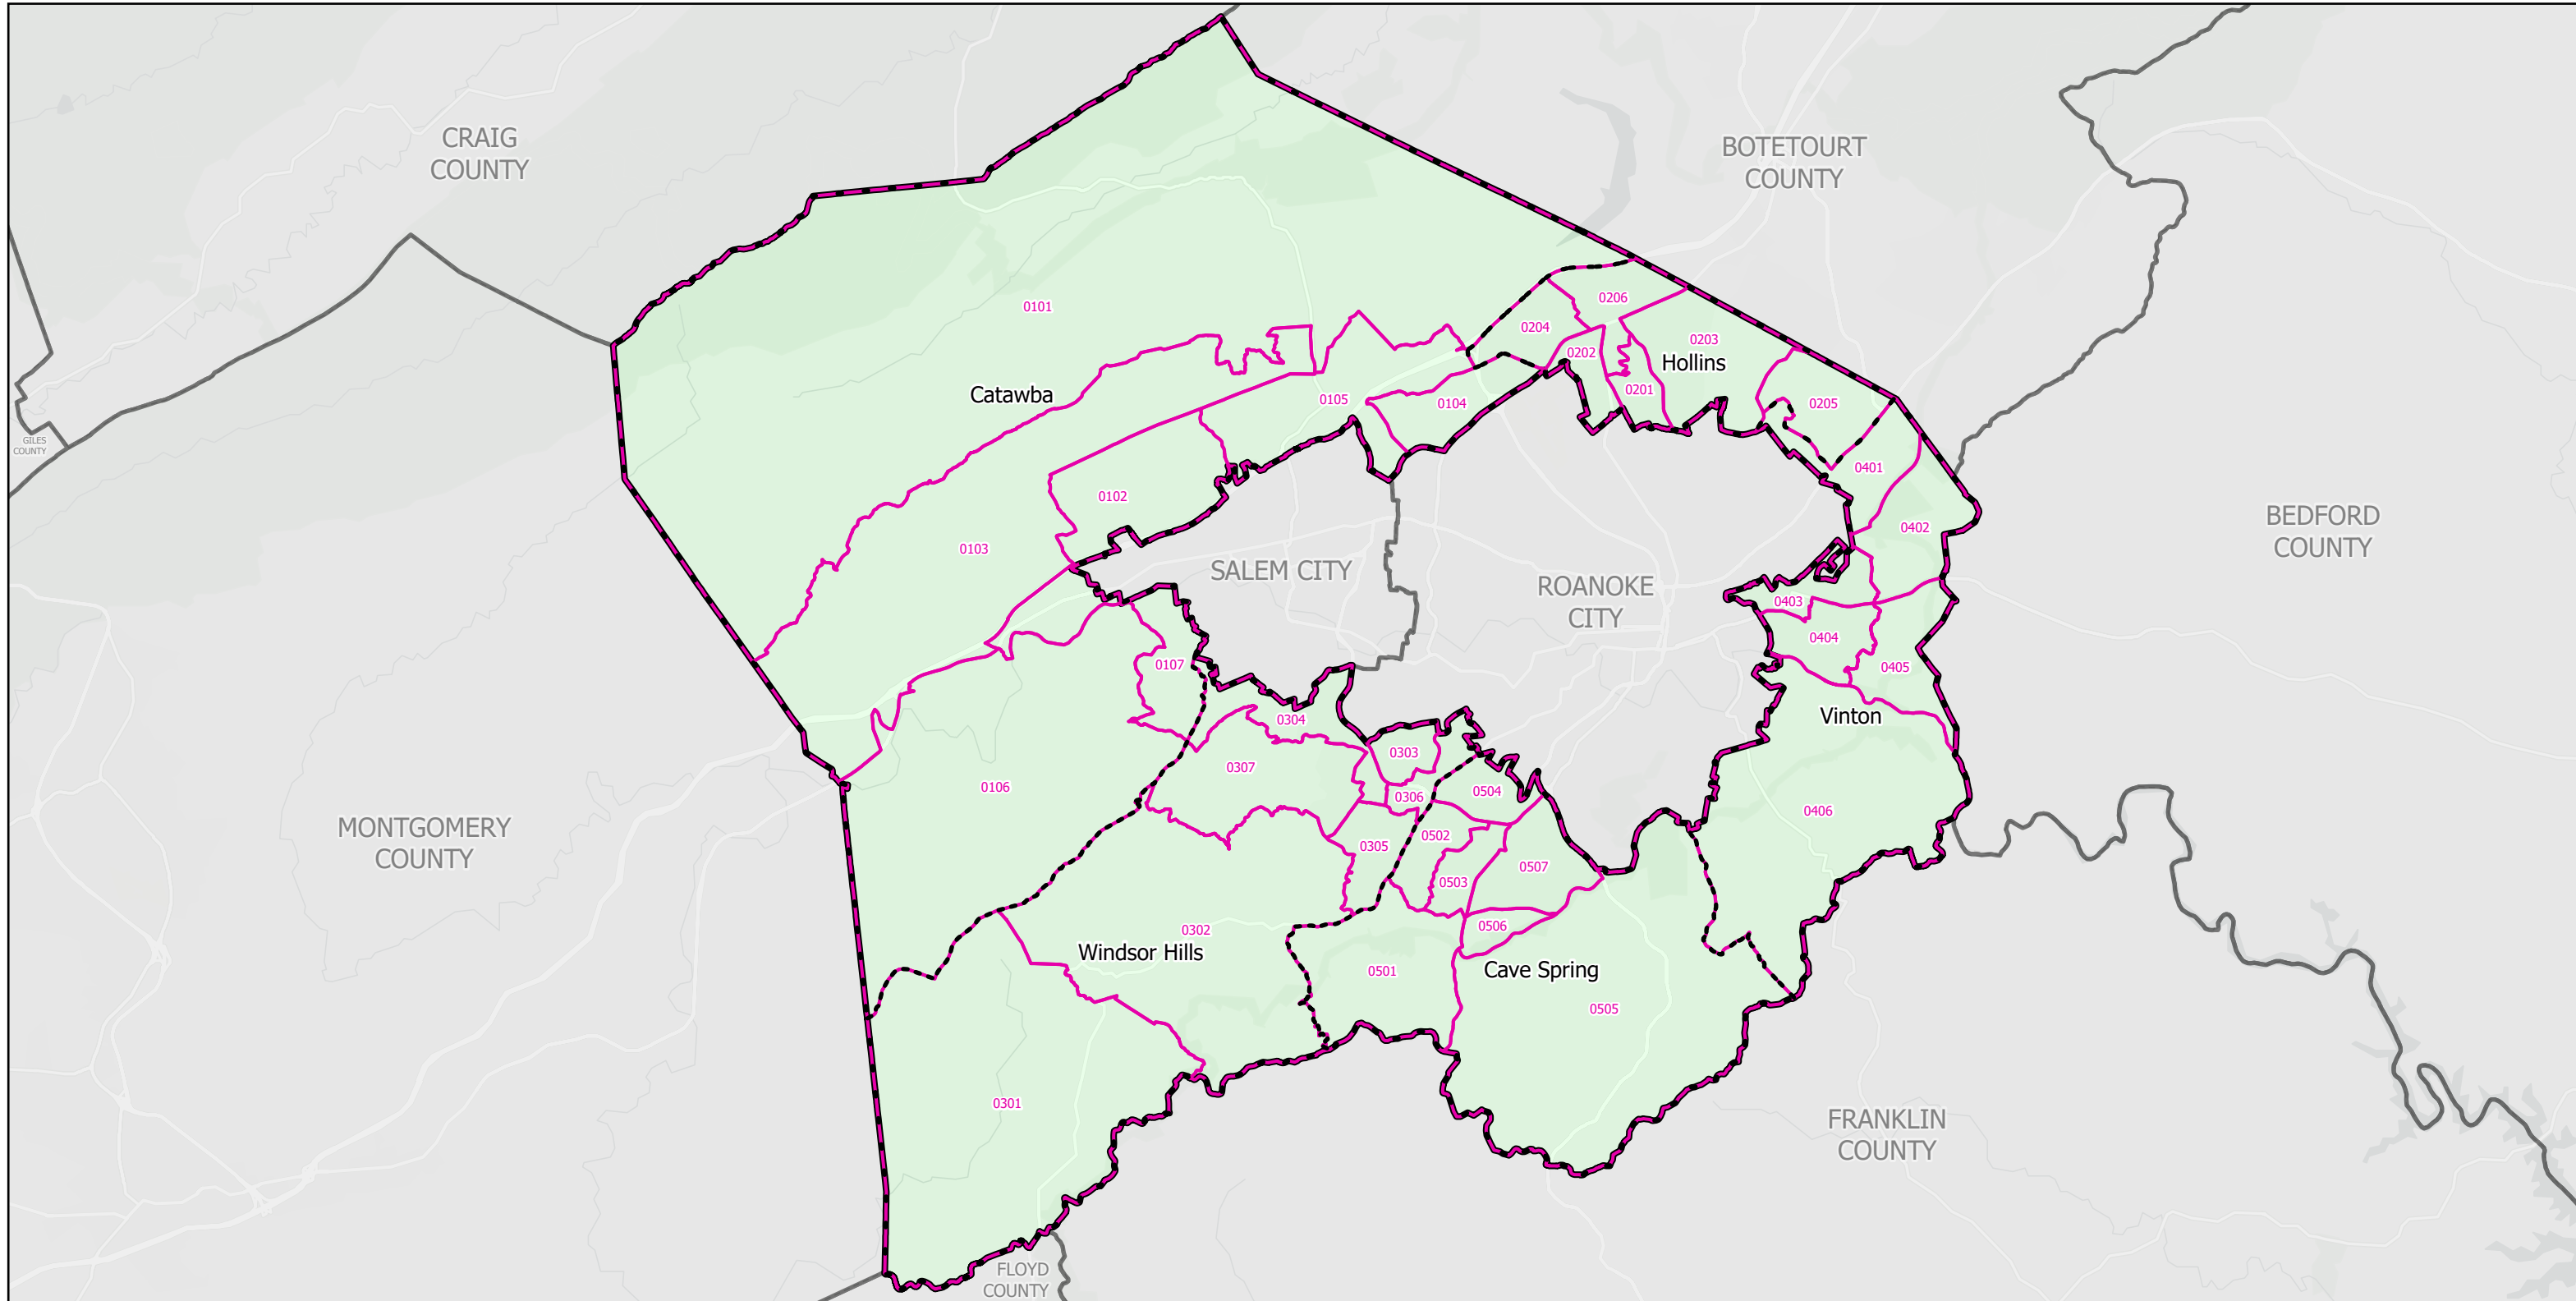 CRAIG
COUNTY
BOTETOURT
COUNTY
0101
0206
0204
0203
0202
Hollins
0201
Catawba
0105
0104
0205
GILES
COUNTY
0401
0102
0402
BEDFORD
COUNTY
0103
SALEM CITY
ROANOKE
CITY
0403
0404
0107
0405
0304
Vinton
0303
0307
0106
0306
0504
0406
MONTGOMERY
COUNTY
0502
0305
0507
0503
0302
0506
Windsor Hills
0501
Cave Spring
0505
0301
FRANKLIN
COUNTY
FLOYD
COUNTY